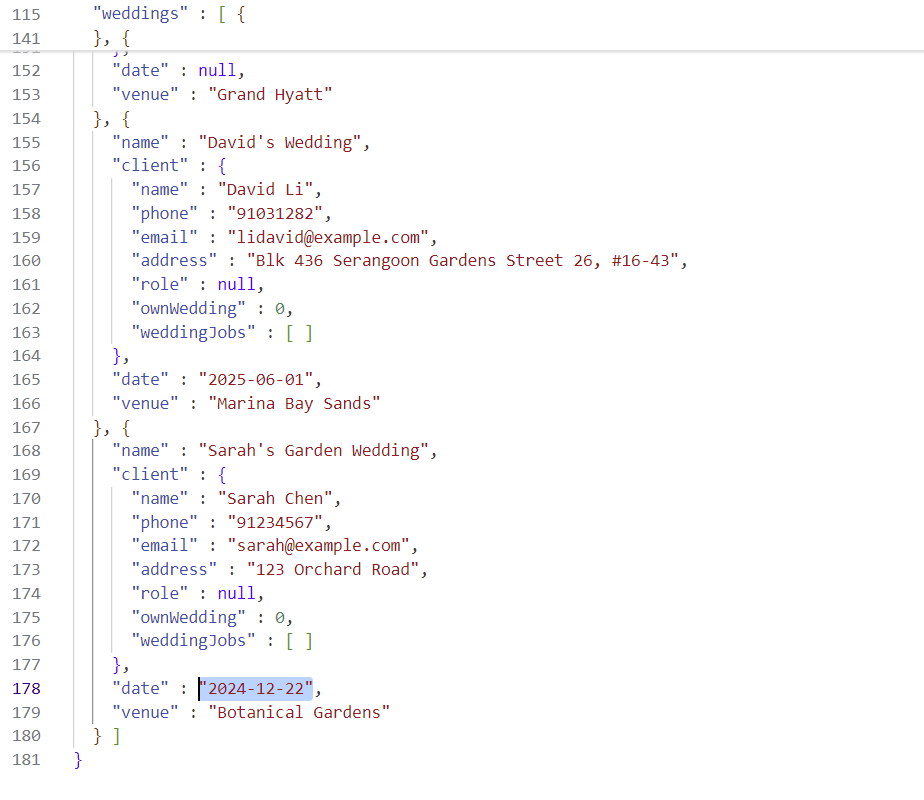 115 "weddings" : [ {
141 }, {
152 "date" : null,
153 "venue" : "Grand Hyatt"
154 }, {
155 "name" : "David's Wedding",
156 "client" : {
157 "name" : "David Li",
158 "phone" : "91031282",
159 "email" : "lidavid@example.com",
160 "address" : "Blk 436 Serangoon Gardens Street 26, #16-43",
161 "role" : null,
162 "ownWedding" : 0,
163 "weddingJobs" : [ ]
164 },
165 "date" : "2025-06-01",
166 "venue" : "Marina Bay Sands"
167 }, {
168 "name" : "Sarah's Garden Wedding",
169 "client" : {
170 "name" : "Sarah Chen",
171 "phone" : "91234567",
172 "email" : "sarah@example.com",
173 "address" : "123 Orchard Road",
174 "role" : null,
175 "ownWedding" : 0,
176 "weddingJobs" : [ ]
177 },
178 "date" : "2024-12-22",
179 "venue" : "Botanical Gardens"
180 } ]
181 }